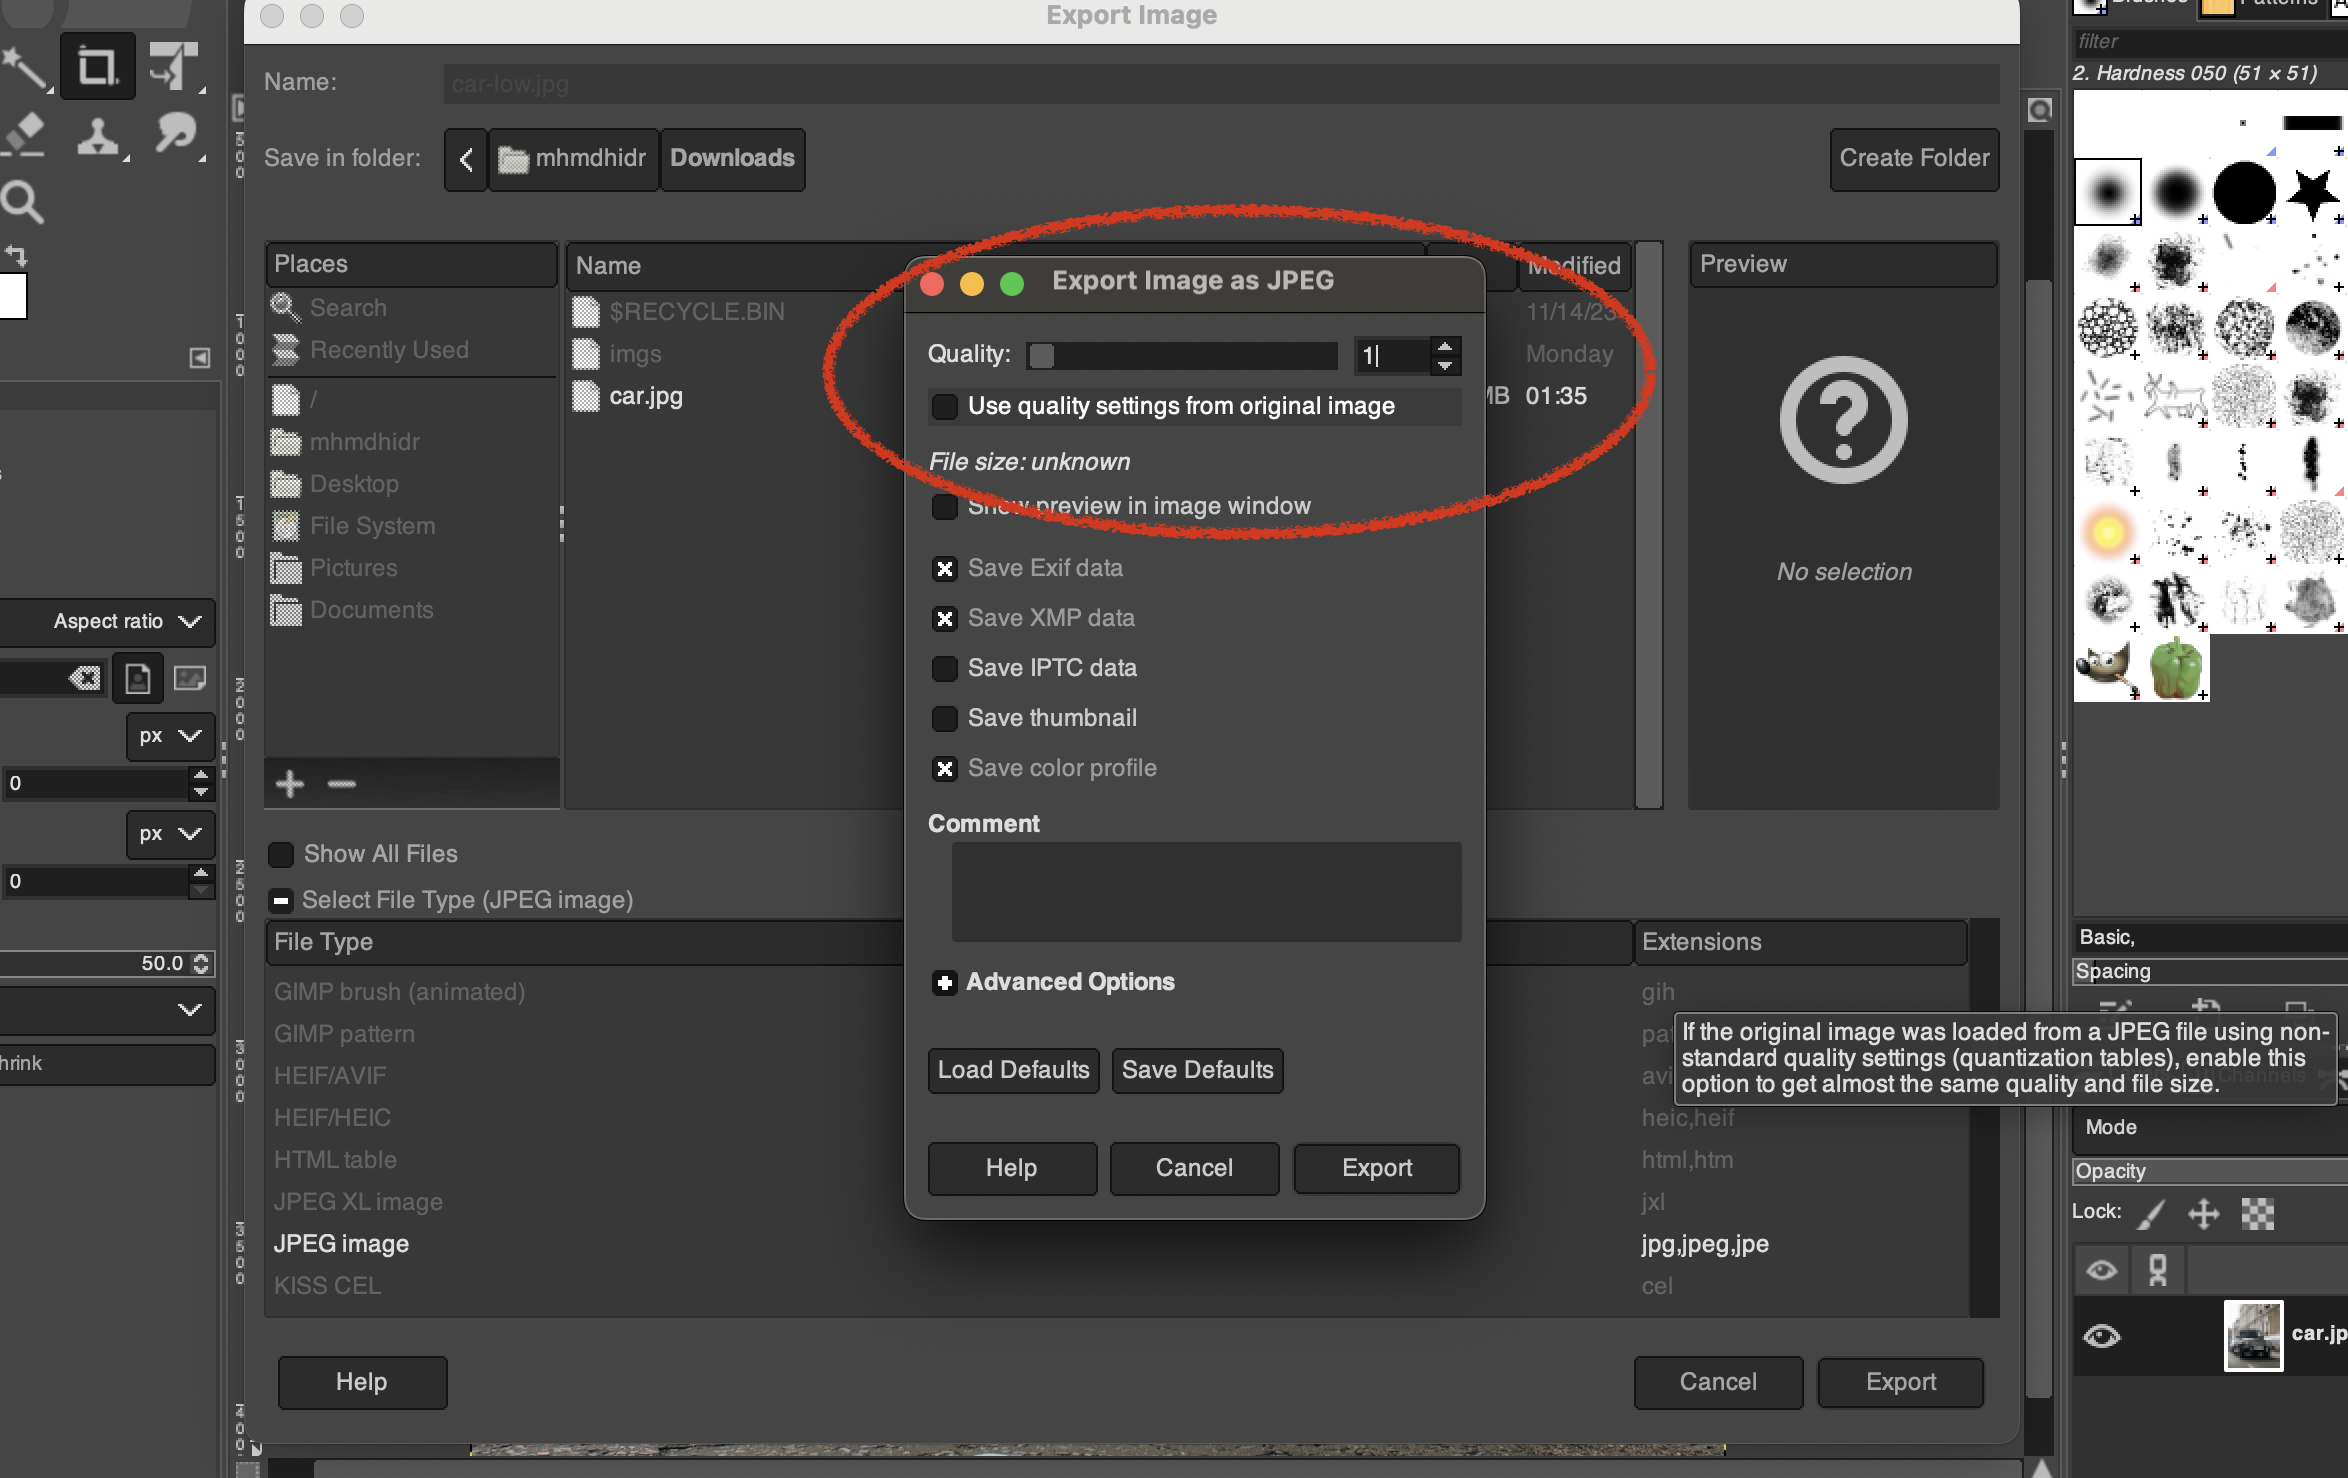 Export Image
Name: car-low.jpg
Save in folder: mhmdhidr Downloads
Create Folder
Places
Search
Recently Used
/
mhmdhidr
Desktop
File System
Pictures
Documents
Name
Modified
$RECYCLE.BIN
11/14/23
imgs
Monday
car.jpg
MB 01:35
Preview
No selection
Export Image as JPEG
Quality: 1
Use quality settings from original image
File size: unknown
Show preview in image window
Save Exif data
Save XMP data
Save IPTC data
Save thumbnail
Save color profile
Comment
Advanced Options
Load Defaults
Save Defaults
Help
Cancel
Export
Show All Files
Select File Type (JPEG image)
File Type
Extensions
GIMP brush (animated)
gih
GIMP pattern
pat
HEIF/AVIF
avi
HEIF/HEIC
heic,heif
HTML table
html,htm
JPEG XL image
jxl
JPEG image
jpg,jpeg,jpe
KISS CEL
cel
Help
Cancel
Export
Aspect ratio
px
0
px
0
50.0
hrink
Patterns
filter
2. Hardness 050 (51 × 51)
Basic,
Spacing
If the original image was loaded from a JPEG file using non-
standard quality settings (quantization tables), enable this
option to get almost the same quality and file size.
Channels
Mode
Opacity
Lock:
car.jp